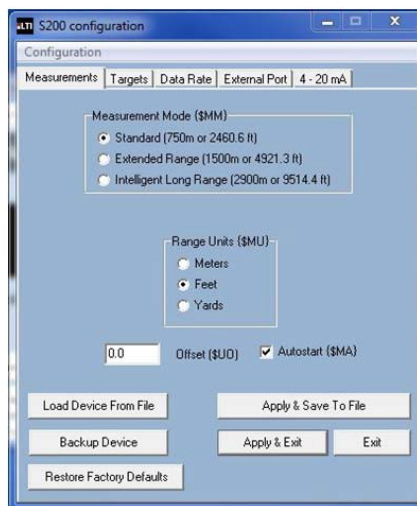 LTI S200 configuration
Configuration
Measurements Targets Data Rate External Port 4 - 20 mA
Measurement Mode ($MM)
Standard (750m or 2460.6 ft)
Extended Range (1500m or 4921.3 ft)
Intelligent Long Range (2900m or 9514.4 ft)
Range Units ($MU)
Meters
Feet
Yards
0.0 Offset ($UO) Autostart ($MA)
Load Device From File Apply & Save To File
Backup Device Apply & Exit Exit
Restore Factory Defaults